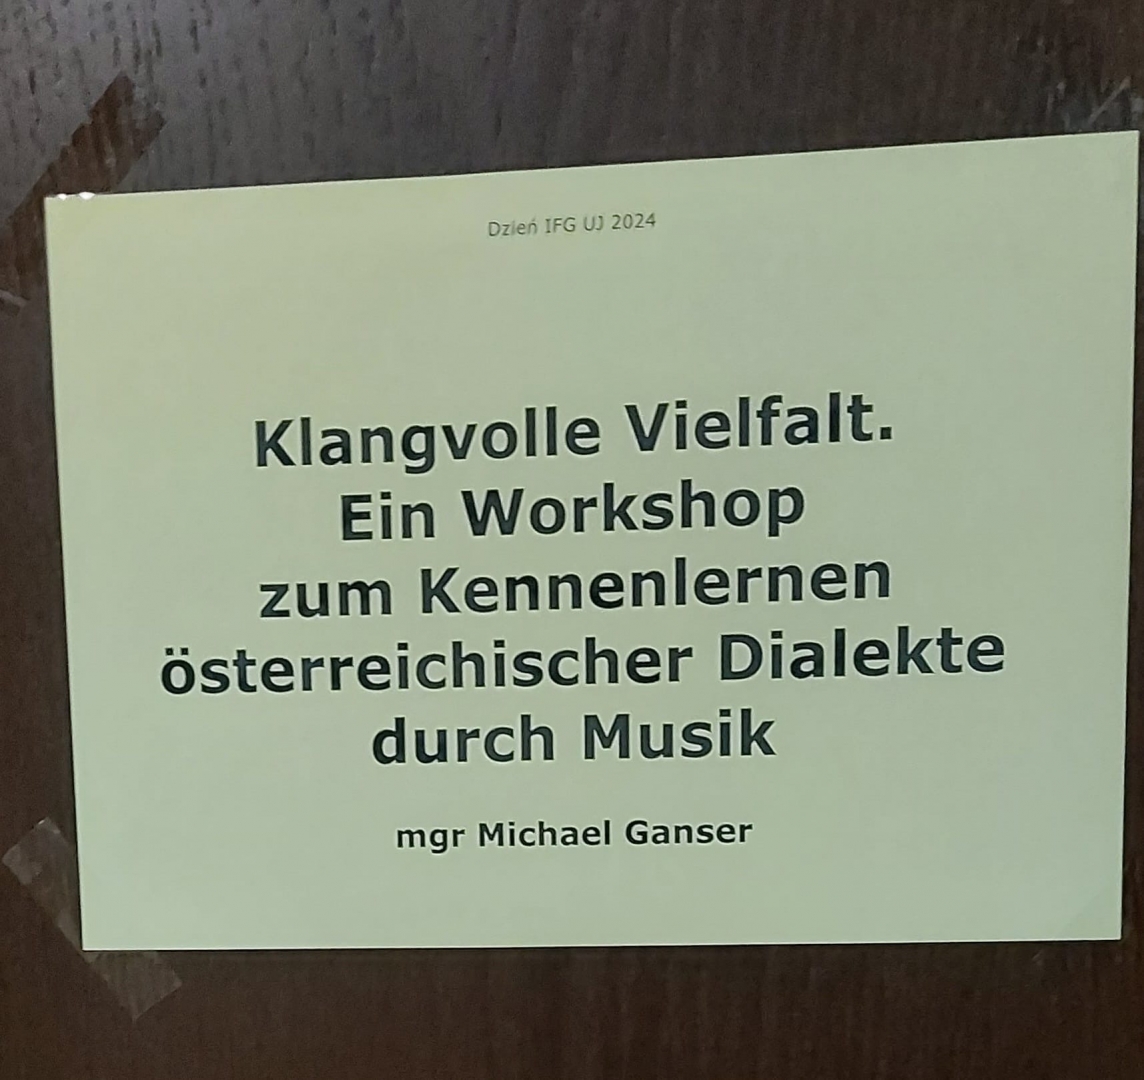 Dzień IFG UJ 2024
Klangvolle Vielfalt.
Ein Workshop
zum Kennenlernen
österreichischer Dialekte
durch Musik
mgr Michael Ganser